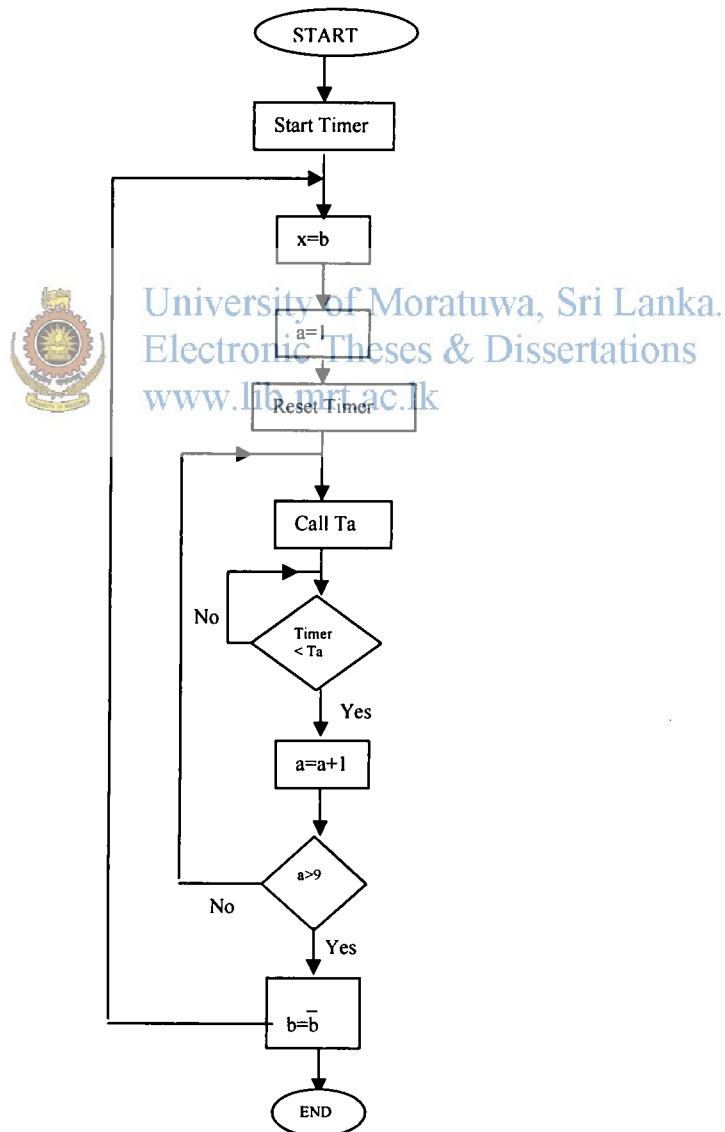 START
Start Timer
x=b
University of Moratuwa, Sri Lanka.
a=1
Electronic Theses & Dissertations
www.lib.mrt.ac.lk
Reset Timer
Call Ta
No
Timer
< Ta
Yes
a=a+1
a>9
No
Yes
b=b̅
END